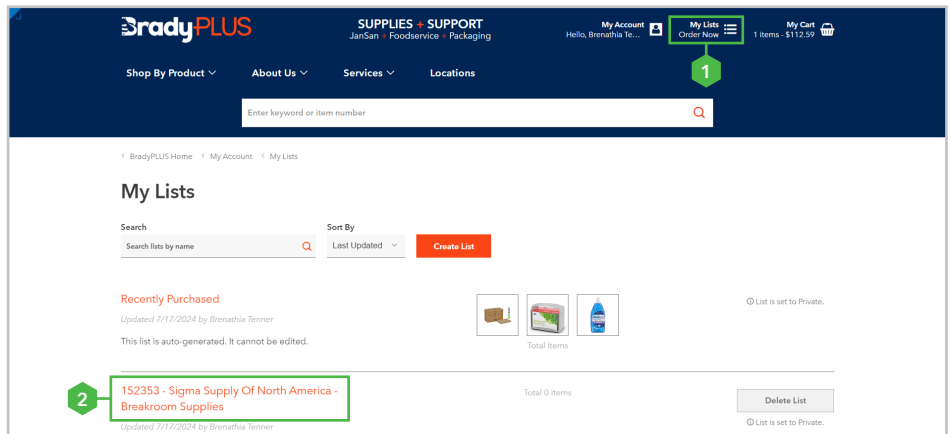 BradyPLUS
SUPPLIES + SUPPORT
JanSan + Foodservice + Packaging
My Account
Hello, Brenathia Te...
My Lists
Order Now
My Cart
1 items - $112.59
1
Shop By Product
About Us
Services
Locations
Enter keyword or item number
< BradyPLUS Home < My Account < My Lists
My Lists
Search
Sort By
Search lists by name
Last Updated
Create List
Recently Purchased
Updated 7/17/2024 by Brenathia Tenner
This list is auto-generated. It cannot be edited.
Total items
List is set to Private.
2
152353 - Sigma Supply Of North America -
Breakroom Supplies
Updated 7/17/2024 by Brenathia Tenner
Total 0 items
Delete List
List is set to Private.